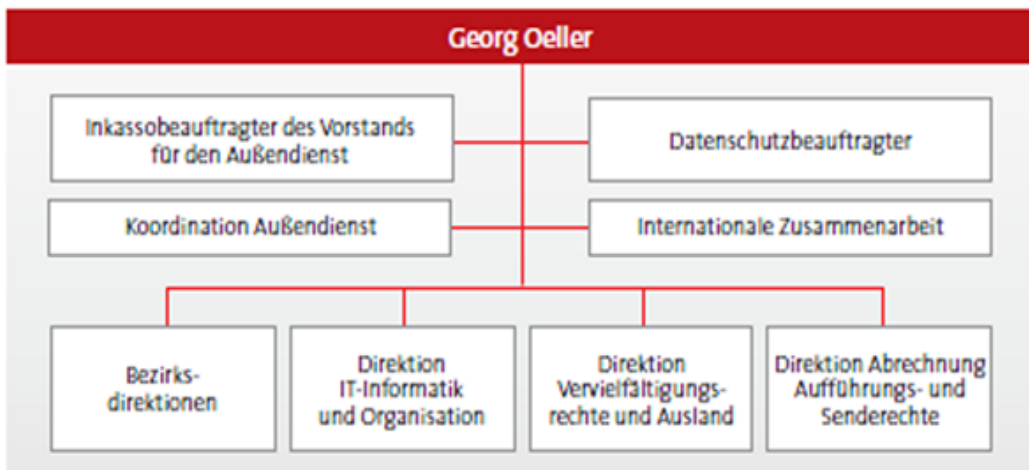 Georg Oeller
Inkassobeauftragter des Vorstands
für den Außendienst
Datenschutzbeauftragter
Koordination Außendienst
Internationale Zusammenarbeit
Bezirks-
direktionen
Direktion
IT-Informatik
und Organisation
Direktion
Vervielfältigungs-
rechte und Ausland
Direktion Abrechnung
Aufführungs- und
Senderechte